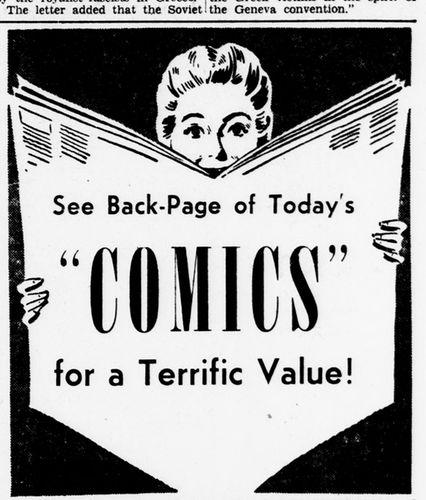 The letter added that the Soviet
the Geneva convention."
See Back-Page of Today's
"COMICS"
for a Terrific Value!